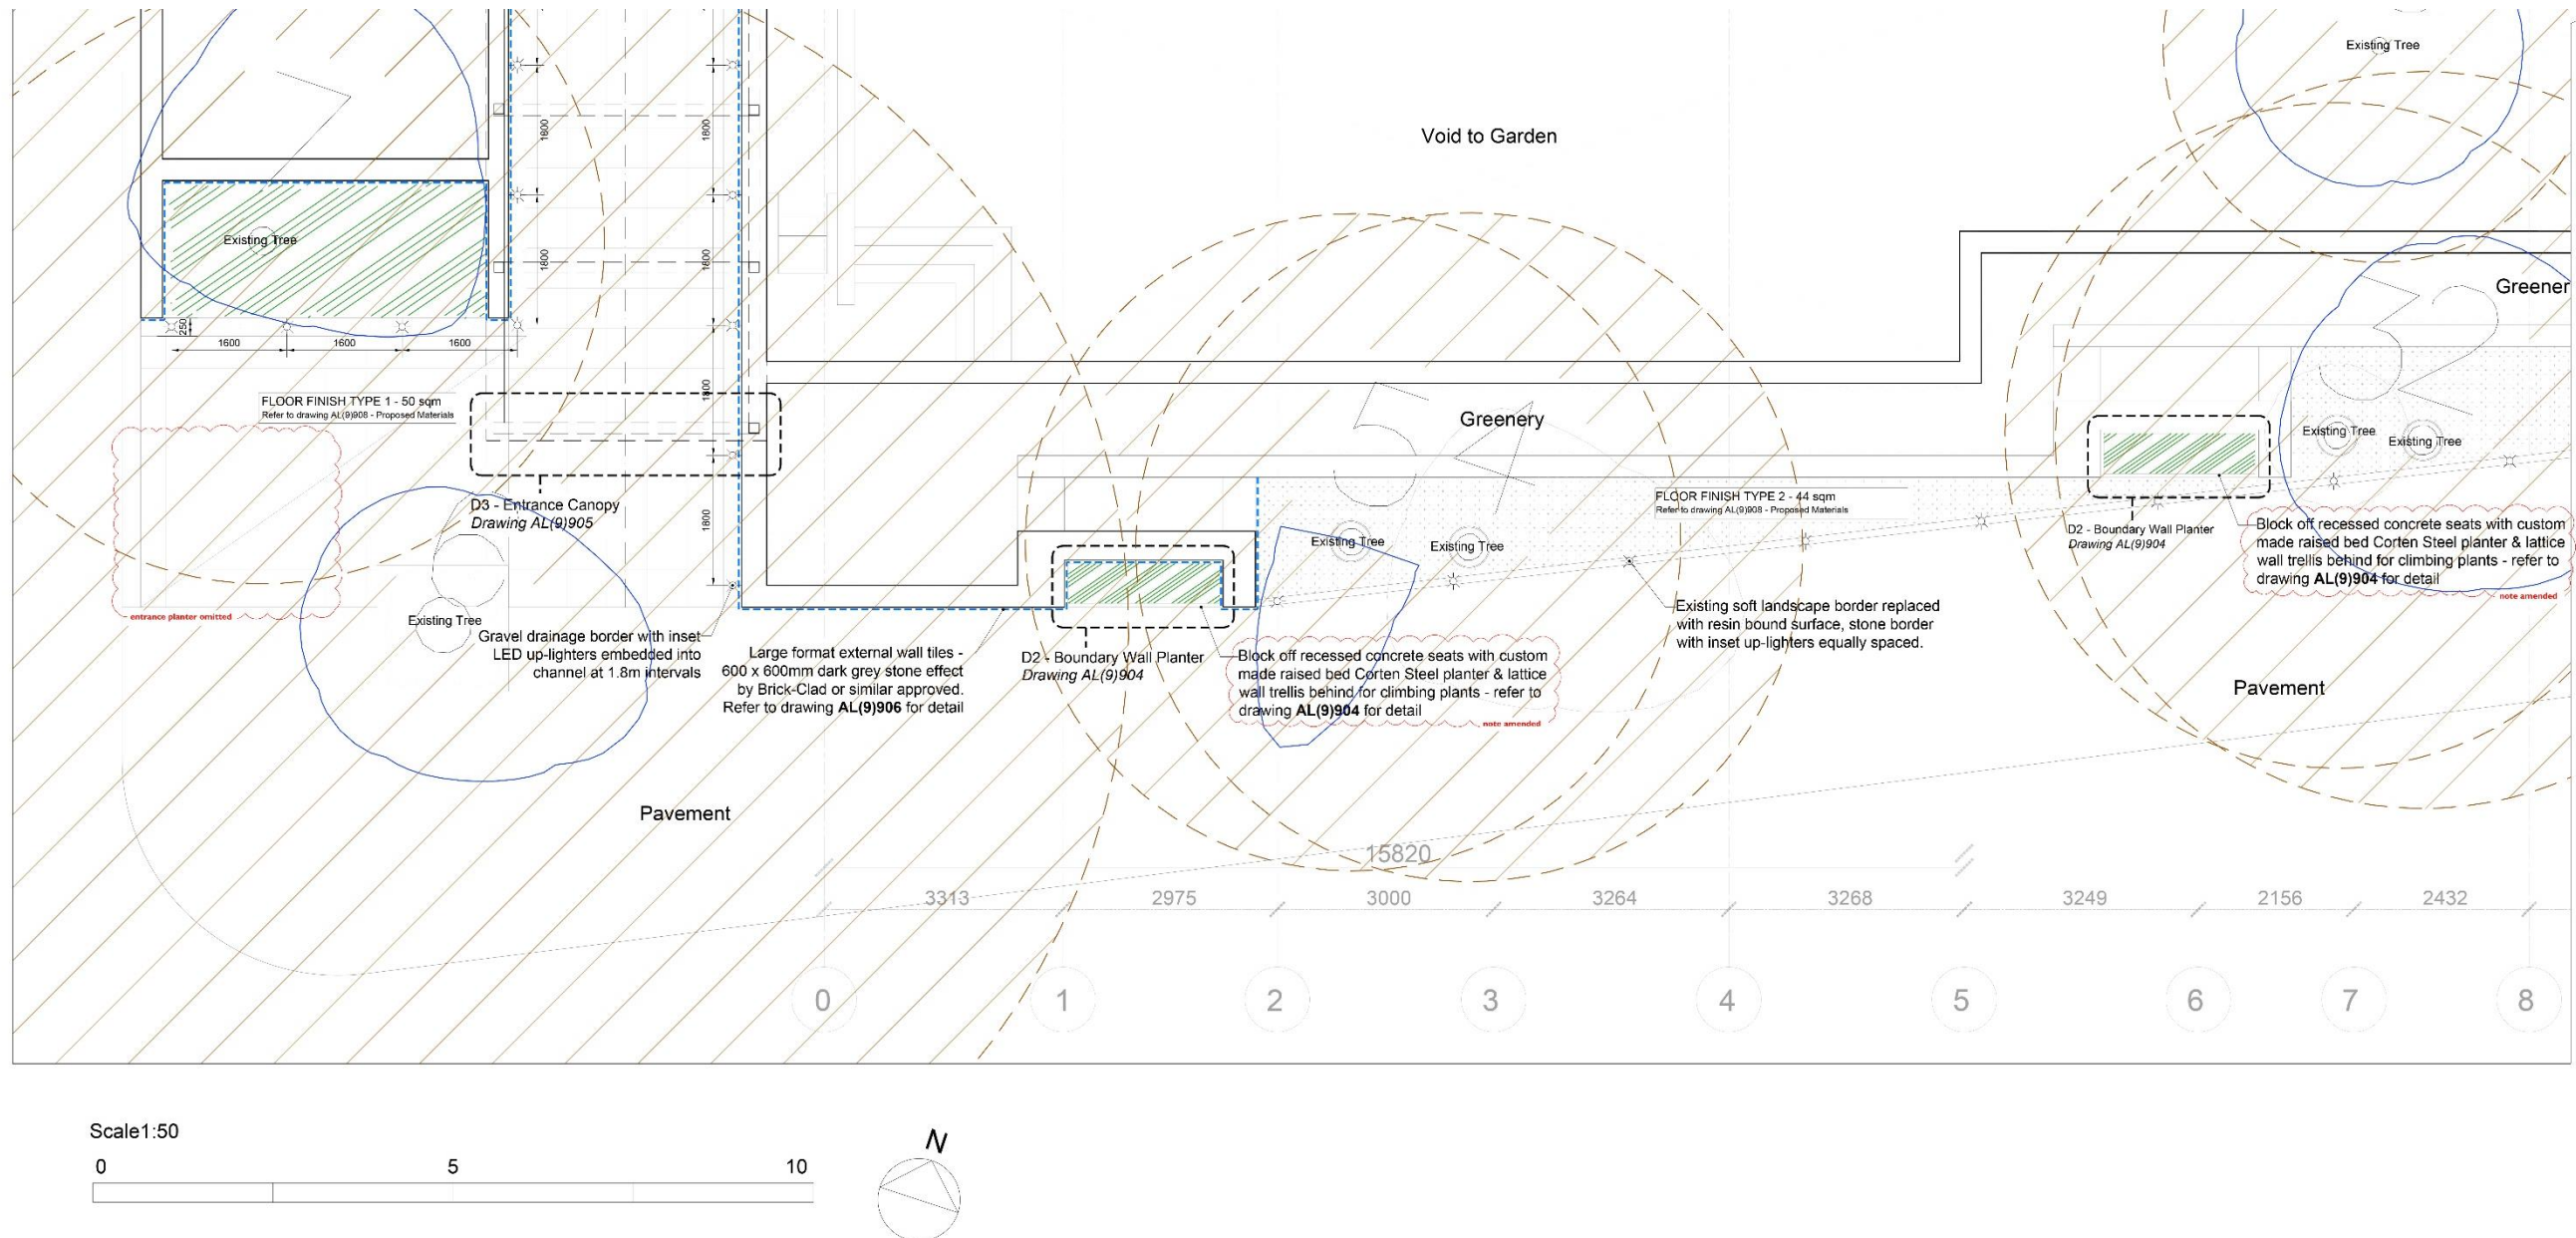 Existing Tree
Void to Garden
1800
1800
1800
1800
1800
1800
Existing Tree
250
1600
1600
1600
FLOOR FINISH TYPE 1 - 50 sqm
Refer to drawing AL(9)908 - Proposed Materials
D3 - Entrance Canopy
Drawing AL(9)905
entrance planter omitted
Existing Tree
Gravel drainage border with inset
LED up-lighters embedded into
channel at 1.8m intervals
Large format external wall tiles -
600 x 600mm dark grey stone effect
by Brick-Clad or similar approved.
Refer to drawing AL(9)906 for detail
D2 - Boundary Wall Planter
Drawing AL(9)904
Block off recessed concrete seats with custom
made raised bed Corten Steel planter & lattice
wall trellis behind for climbing plants - refer to
drawing AL(9)904 for detail
note amended
Greenery
Existing Tree
Existing Tree
FLOOR FINISH TYPE 2 - 44 sqm
Refer to drawing AL(9)908 - Proposed Materials
Existing soft landscape border replaced
with resin bound surface, stone border
with inset up-lighters equally spaced.
Greener
Existing Tree
Existing Tree
D2 - Boundary Wall Planter
Drawing AL(9)904
Block off recessed concrete seats with custom
made raised bed Corten Steel planter & lattice
wall trellis behind for climbing plants - refer to
drawing AL(9)904 for detail
note amended
Pavement
Pavement
15820
3313 2975 3000 3264 3268 3249 2156 2432
0 1 2 3 4 5 6 7 8
Scale1:50
0 5 10
N